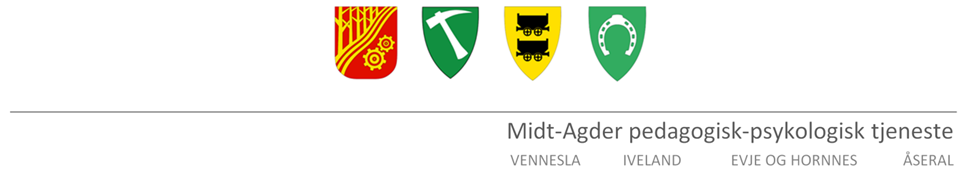 Midt-Agder pedagogisk-psykologisk tjeneste
VENNESLA IVELAND EVJE OG HORNNES ÅSERAL